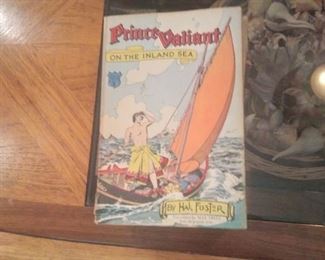 Prince Valiant
ON THE INLAND SEA
By HAL FOSTER